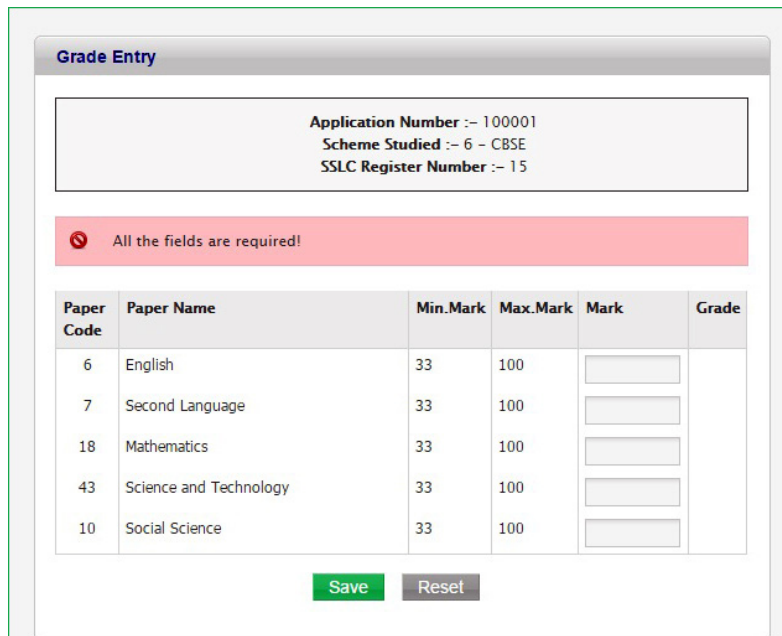 Grade Entry
Application Number :– 100001
Scheme Studied :– 6 – CBSE
SSLC Register Number :– 15
All the fields are required!
Paper Code Paper Name Min.Mark Max.Mark Mark Grade
6 English 33 100
7 Second Language 33 100
18 Mathematics 33 100
43 Science and Technology 33 100
10 Social Science 33 100
Save Reset